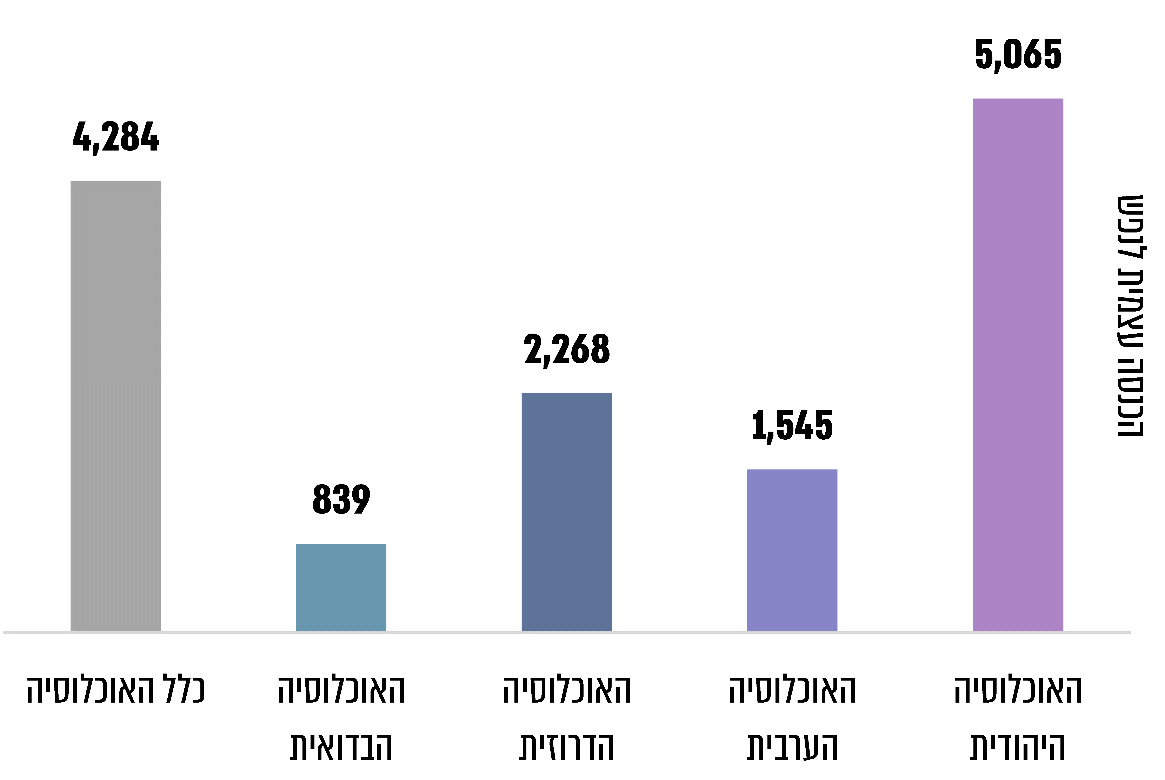 הכנסה עצמית לנפש
5,065
1,545
2,268
839
4,284
האוכלוסיה
היהודית
האוכלוסיה
הערבית
האוכלוסיה
הדרוזית
האוכלוסיה
הבדואית
כלל האוכלוסיה